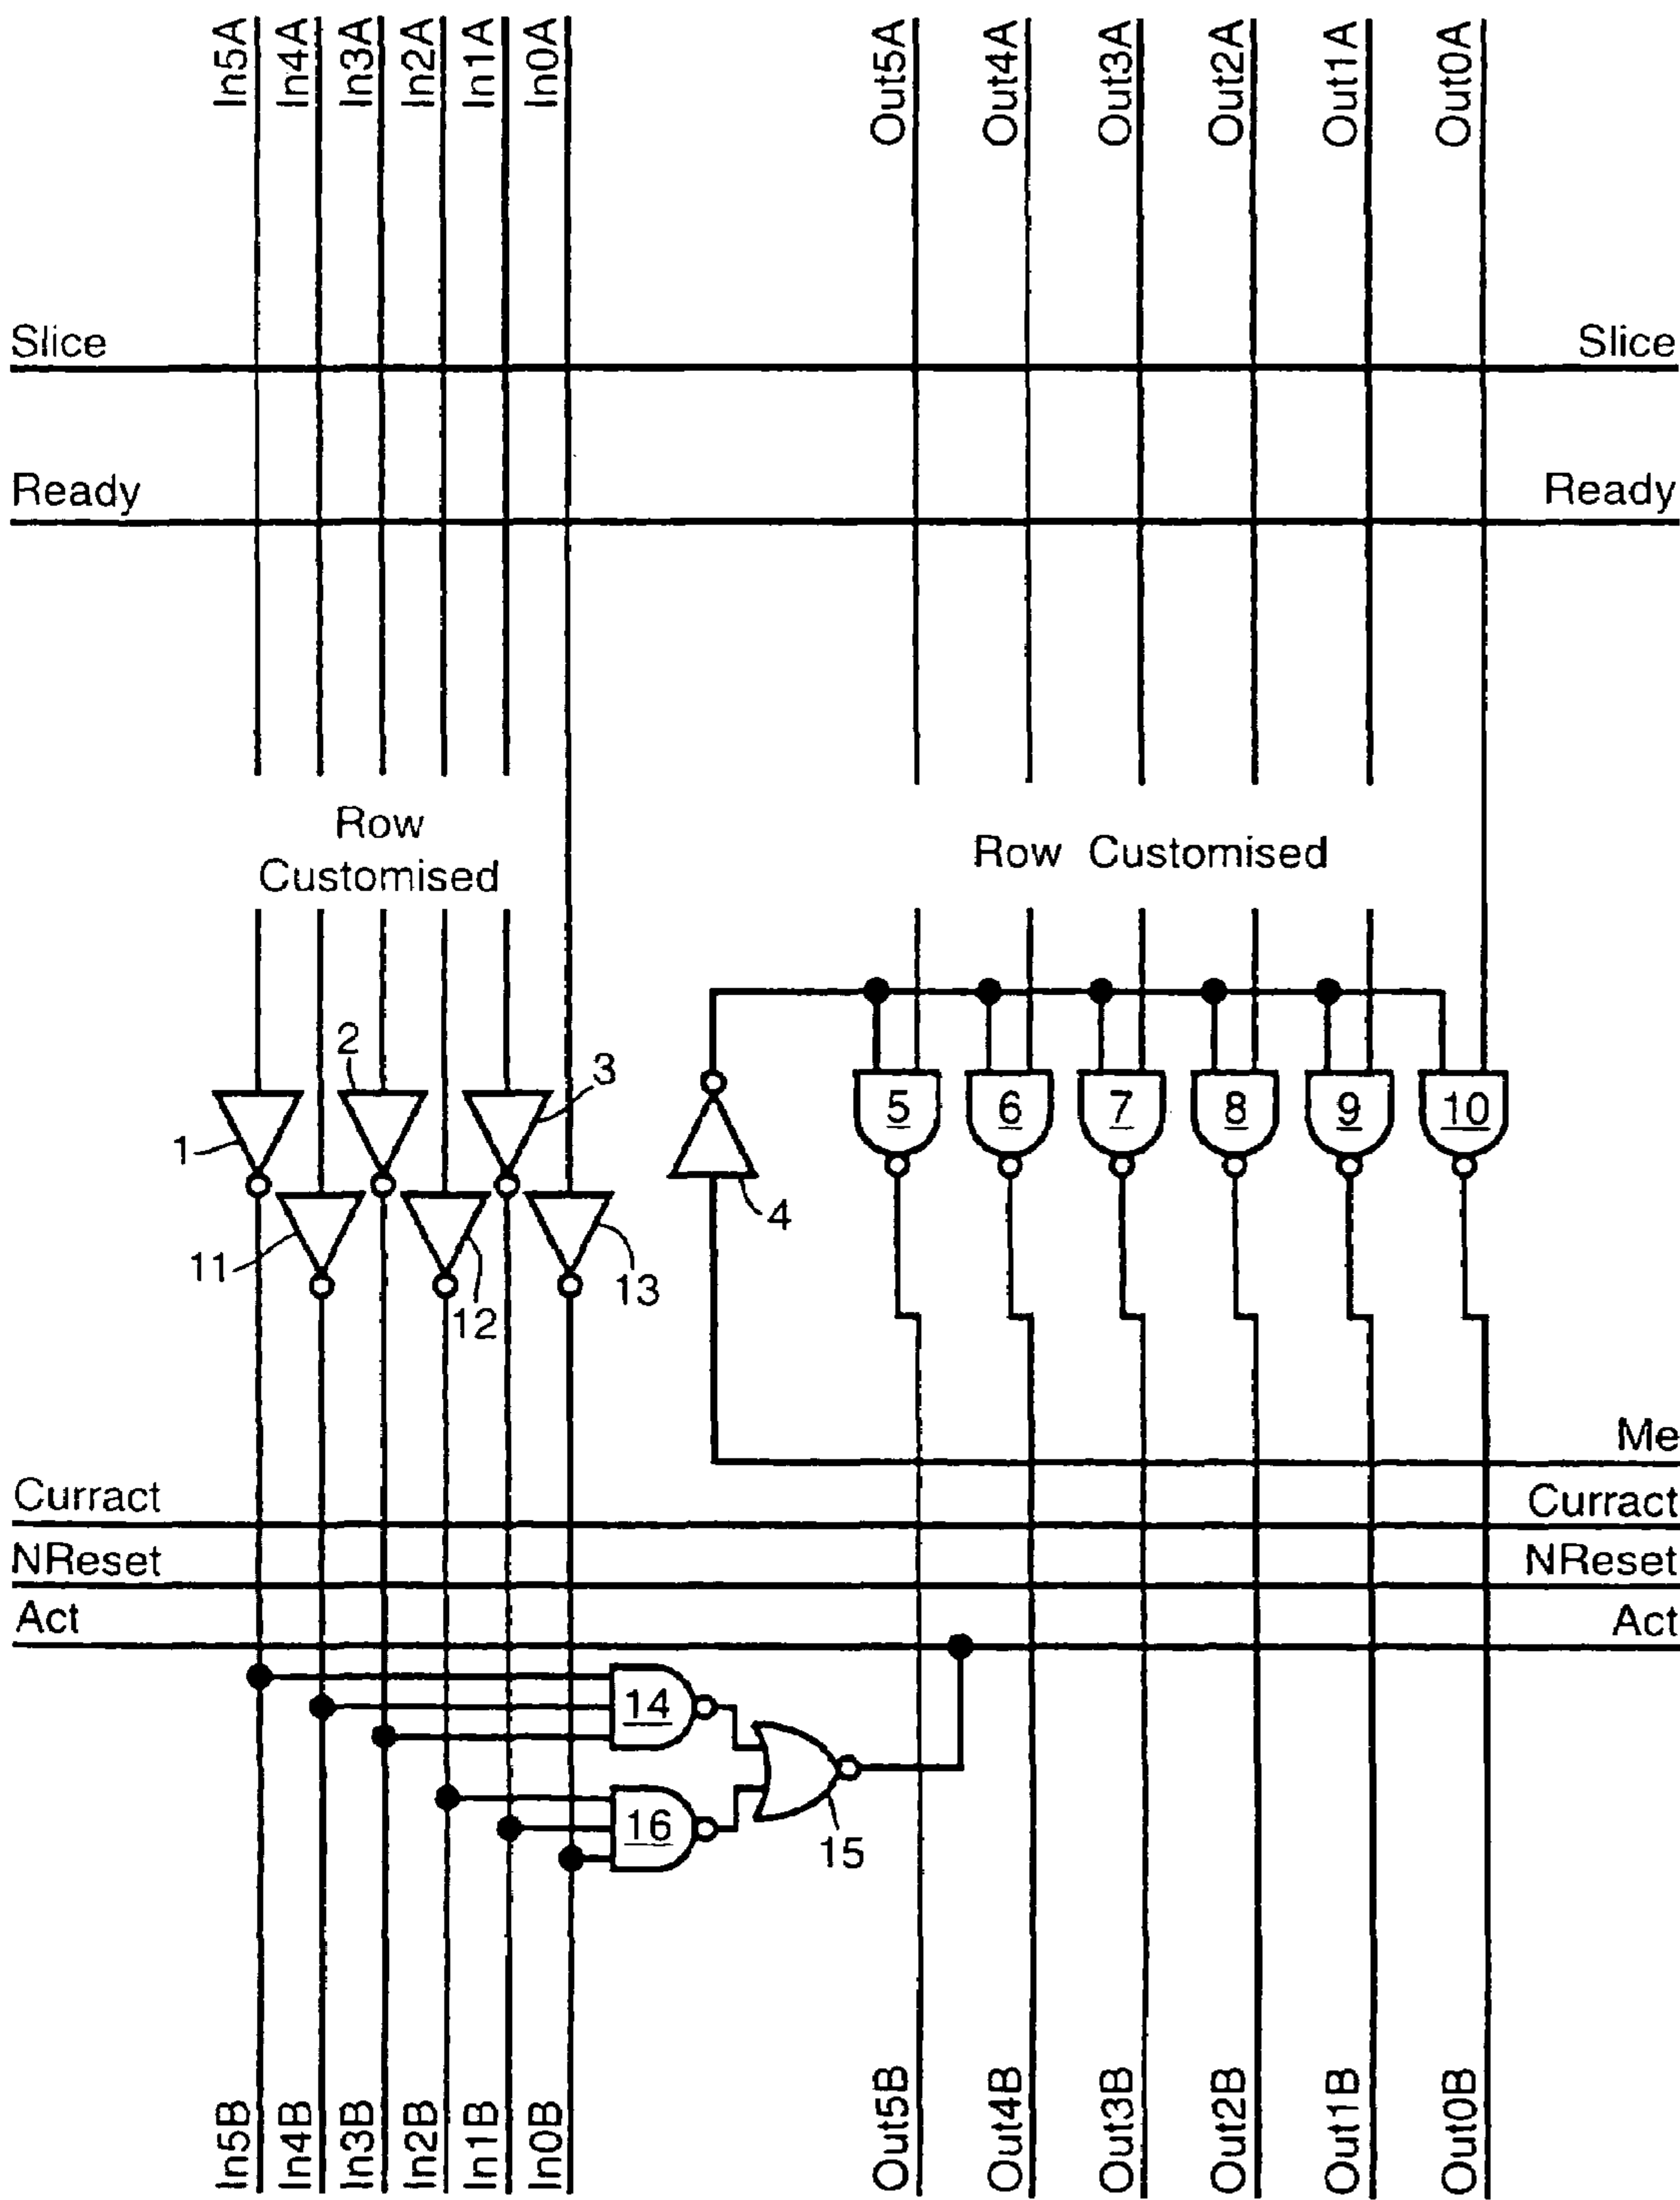 In5A In4A In3A In2A In1A In0A Out5A Out4A Out3A Out2A Out1A Out0A
Slice Slice
Ready Ready
Row
Customised
Row Customised
2 3
1 5 6 7 8 9 10
4
11 12 13
Me
Curract Curract
NReset NReset
Act Act
14
16 15
In5B In4B In3B In2B In1B In0B Out5B Out4B Out3B Out2B Out1B Out0B